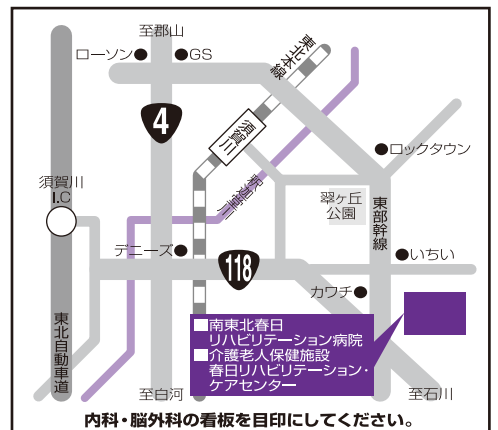 至郡山
ローソン
GS
東北本線
4
須賀川
ロックタウン
須賀川
I.C
釈迦堂川
翠ヶ丘
公園
東部幹線
デニーズ
118
いちい
カワチ
東北自動車道
南東北春日
リハビリテーション病院
介護老人保健施設
春日リハビリテーション・
ケアセンター
至白河
至石川
内科・脳外科の看板を目印にしてください。